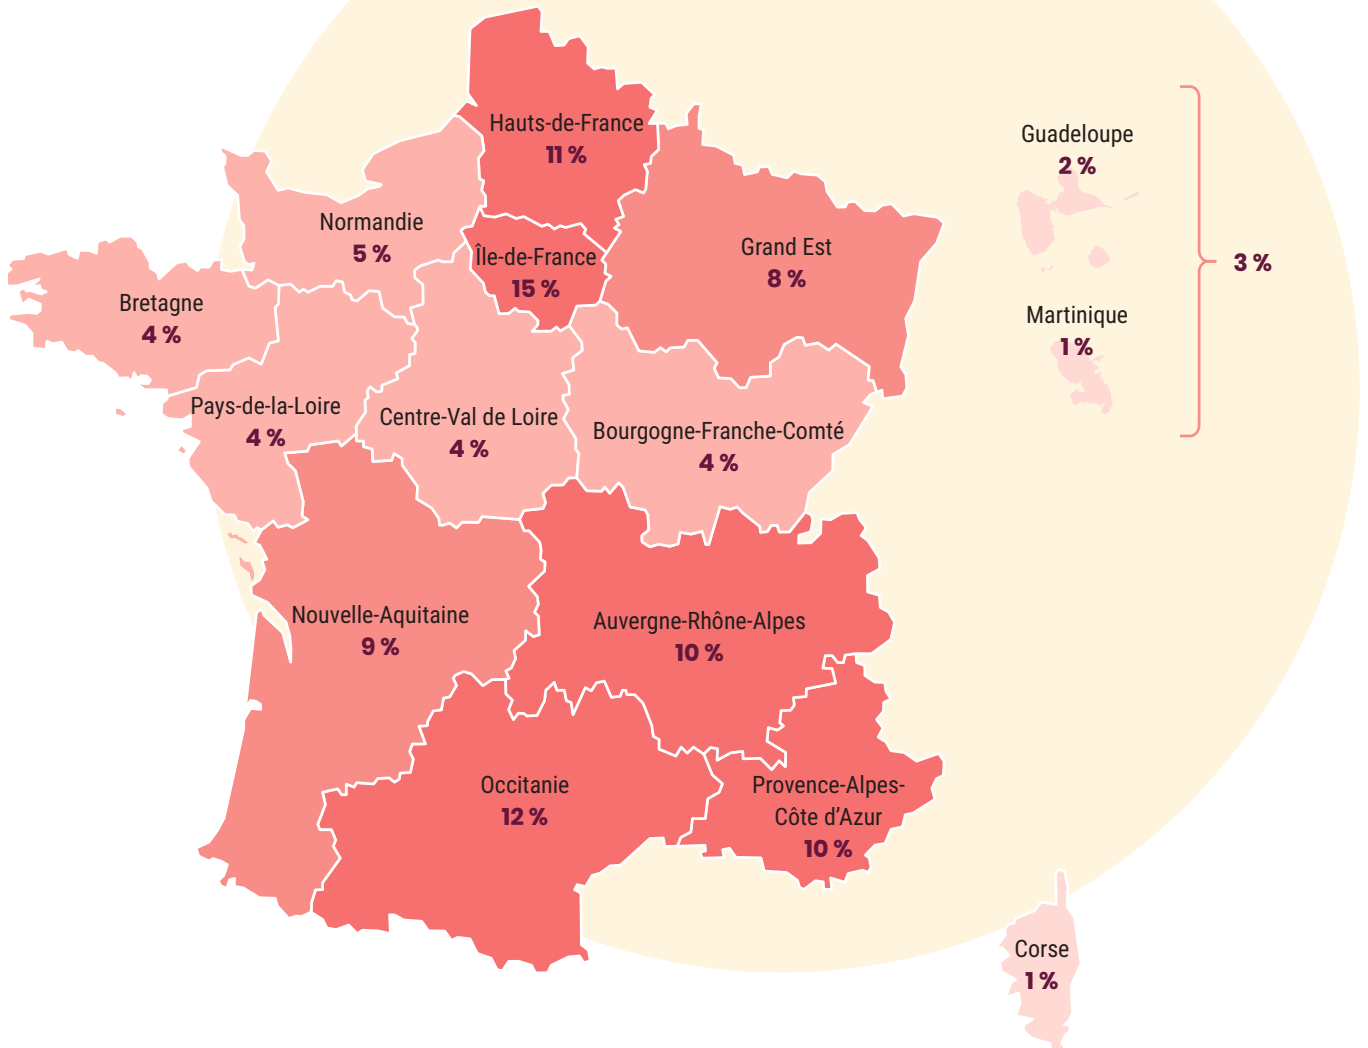 Hauts-de-France
11 %
Guadeloupe
2 %
Normandie
5 %
Île-de-France
15 %
Grand Est
8 %
3 %
Bretagne
4 %
Martinique
1 %
Pays-de-la-Loire
4 %
Centre-Val de Loire
4 %
Bourgogne-Franche-Comté
4 %
Nouvelle-Aquitaine
9 %
Auvergne-Rhône-Alpes
10 %
Occitanie
12 %
Provence-Alpes-
Côte d’Azur
10 %
Corse
1 %